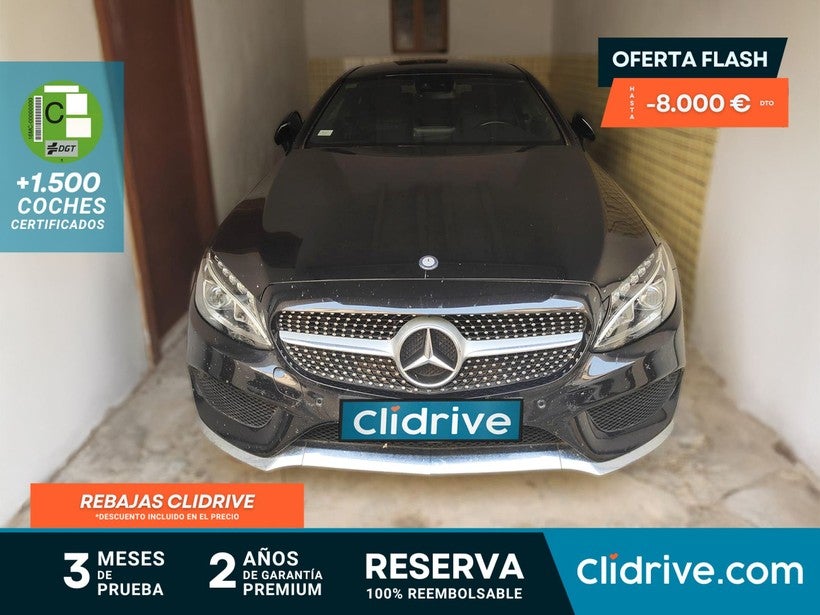 C
DGT
+1.500
COCHES
CERTIFICADOS
OFERTA FLASH
HASTA
-8.000 €
DTO
clidrive
REBAJAS CLIDRIVE
*DESCUENTO INCLUIDO EN EL PRECIO
3 MESES
DE
PRUEBA
2 AÑOS
DE GARANTÍA
PREMIUM
RESERVA
100% REEMBOLSABLE
clidrive.com